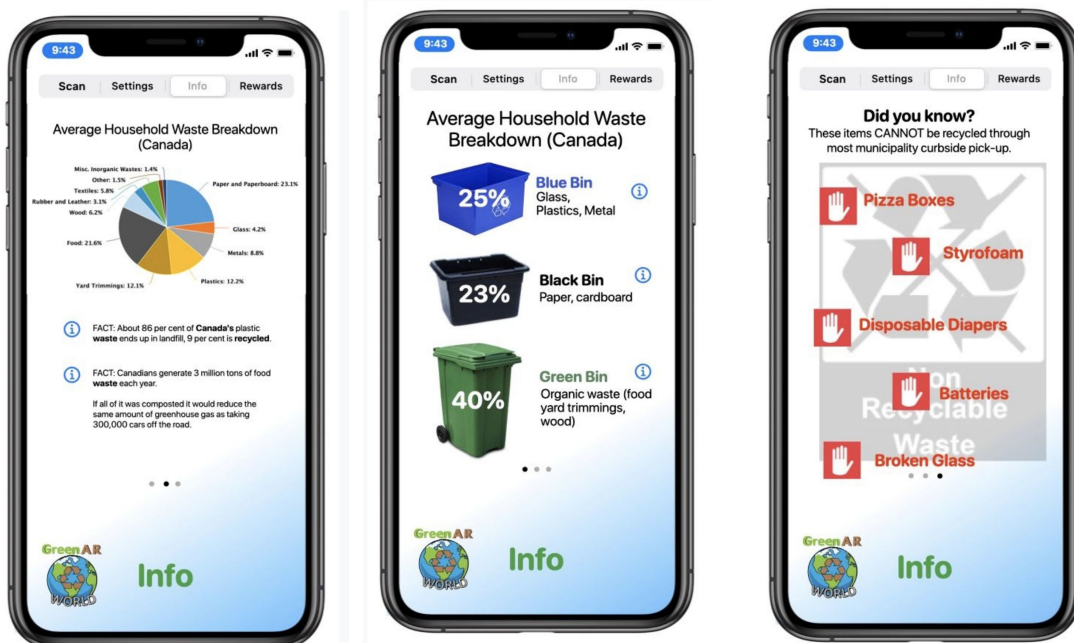 9:43
Scan Settings Info Rewards
Average Household Waste Breakdown
(Canada)
Misc. Inorganic Wastes: 1.4%
Other: 1.5%
Textiles: 5.8%
Rubber and Leather: 3.1%
Wood: 6.2%
Food: 21.6%
Yard Trimmings: 12.1%
Paper and Paperboard: 23.1%
Glass: 4.2%
Metals: 8.8%
Plastics: 12.2%
FACT: About 86 per cent of Canada's plastic
waste ends up in landfill, 9 per cent is recycled.
FACT: Canadians generate 3 million tons of food
waste each year.
If all of it was composted it would reduce the
same amount of greenhouse gas as taking
300,000 cars off the road.
Green AR
WORLD
Info
9:43
Scan Settings Info Rewards
Average Household Waste
Breakdown (Canada)
25%
Blue Bin
Glass,
Plastics, Metal
23%
Black Bin
Paper, cardboard
40%
Green Bin
Organic waste (food
yard trimmings,
wood)
Green AR
WORLD
Info
9:43
Scan Settings Info Rewards
Did you know?
These items CANNOT be recycled through
most municipality curbside pick-up.
Pizza Boxes
Styrofoam
Disposable Diapers
Batteries
Broken Glass
Non
Recyclable
Waste
Green AR
WORLD
Info